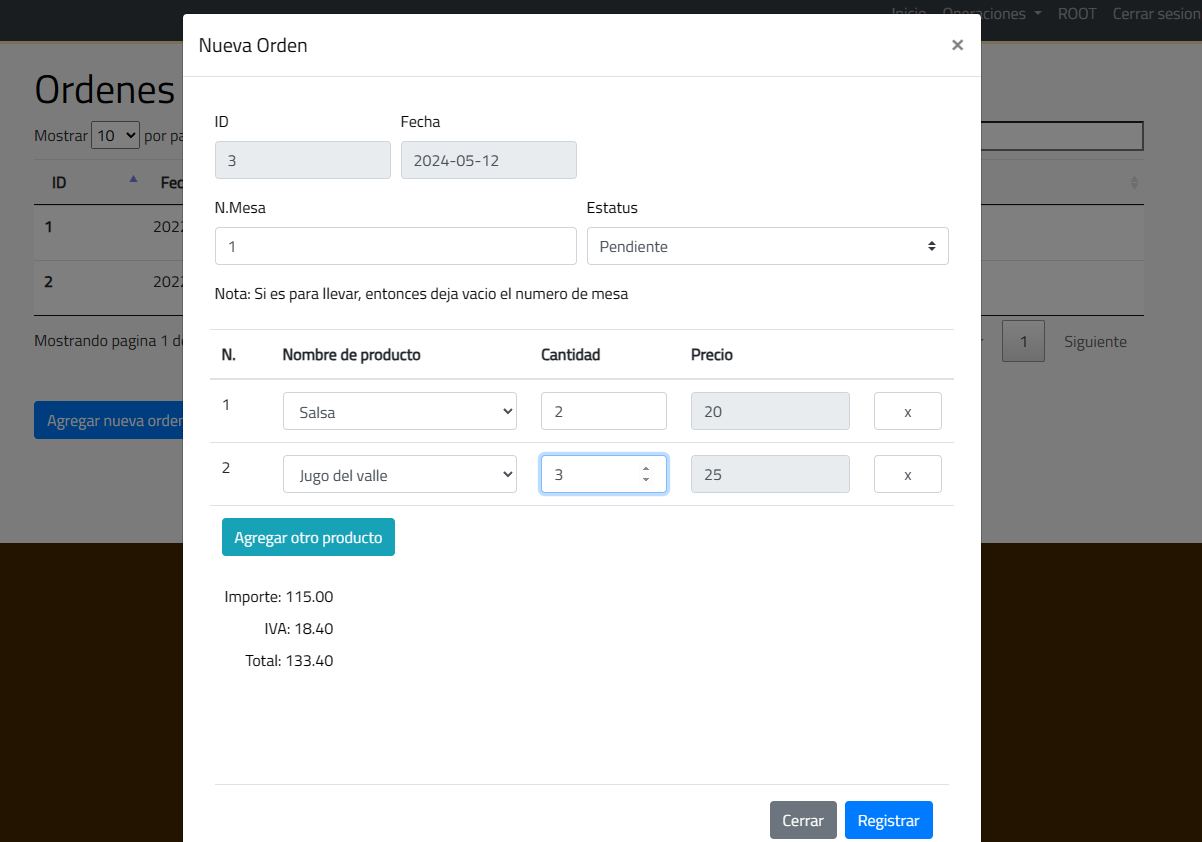 Inicio Operaciones ROOT Cerrar sesion
Nueva Orden ×
Ordenes
Mostrar 10 por pa
ID Fec
1 2022
2 2022
Mostrando pagina 1 de
1 Siguiente
Agregar nueva orden
ID Fecha
3 2024-05-12
N.Mesa Estatus
1 Pendiente
Nota: Si es para llevar, entonces deja vacio el numero de mesa
N. Nombre de producto Cantidad Precio
1 Salsa 2 20 x
2 Jugo del valle 3 25 x
Agregar otro producto
Importe: 115.00
IVA: 18.40
Total: 133.40
Cerrar Registrar